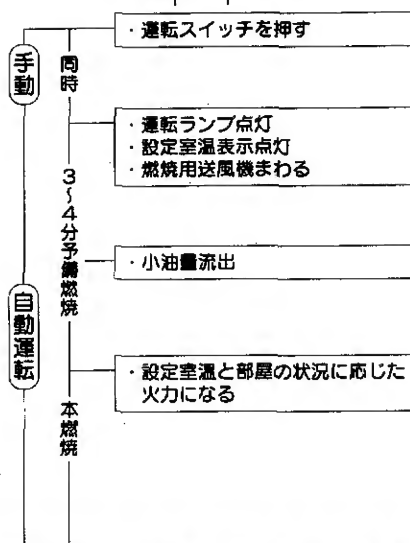 ・運転スイッチを押す
手動
同時
・運転ランプ点灯
・設定室温表示点灯
・燃焼用送風機まわる
3~4分予備燃焼
・小油量流出
自動運転
・設定室温と部屋の状況に応じた
火力になる
本燃焼